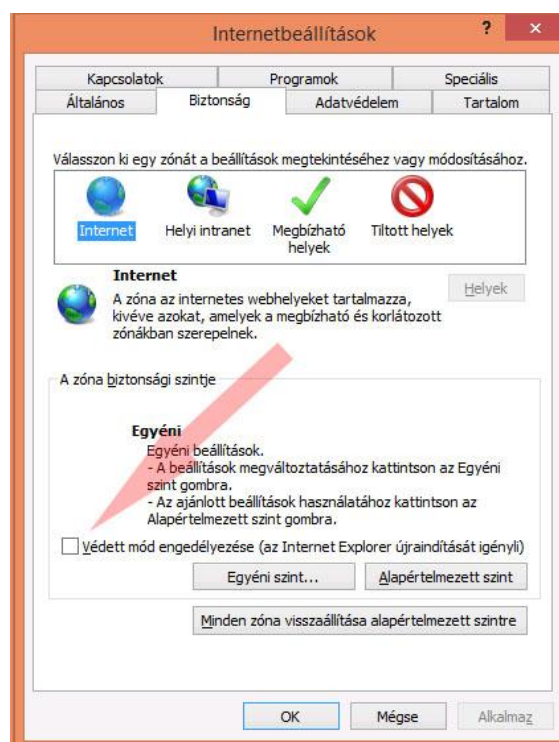 Internetbeállítások
?
×
Kapcsolatok Programok Speciális
Általános Biztonság Adatvédelem Tartalom
Válasszon ki egy zónát a beállítások megtekintéséhez vagy módosításához.
Internet Helyi intranet Megbízható Tiltott helyek
helyek
Internet
Helyek
A zóna az internetes webhelyeket tartalmazza,
kivéve azokat, amelyek a megbízható és korlátozott
zónákban szerepelnek.
A zóna biztonsági szintje
Egyéni
Egyéni beállítások.
- A beállítások megváltoztatásához kattintson az Egyéni
szint gombra.
- Az ajánlott beállítások használatához kattintson az
Alapértelmezett szint gombra.
Védett mód engedélyezése (az Internet Explorer újraindítását igényli)
Egyéni szint... Alapértelmezett szint
Minden zóna visszaállítása alapértelmezett szintre
OK Mégse Alkalmaz